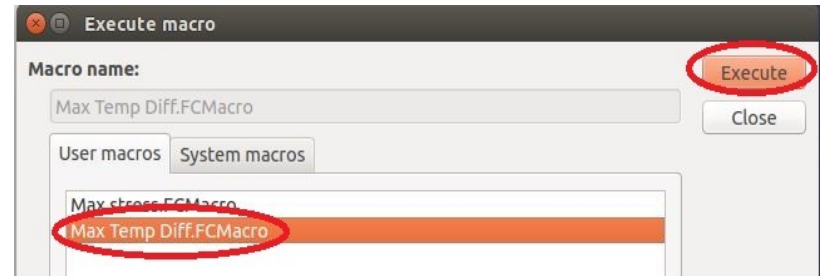 Execute macro
Macro name:
Execute
Max Temp Diff.FCMacro
Close
User macros System macros
Max stress.FCMacro
Max Temp Diff.FCMacro